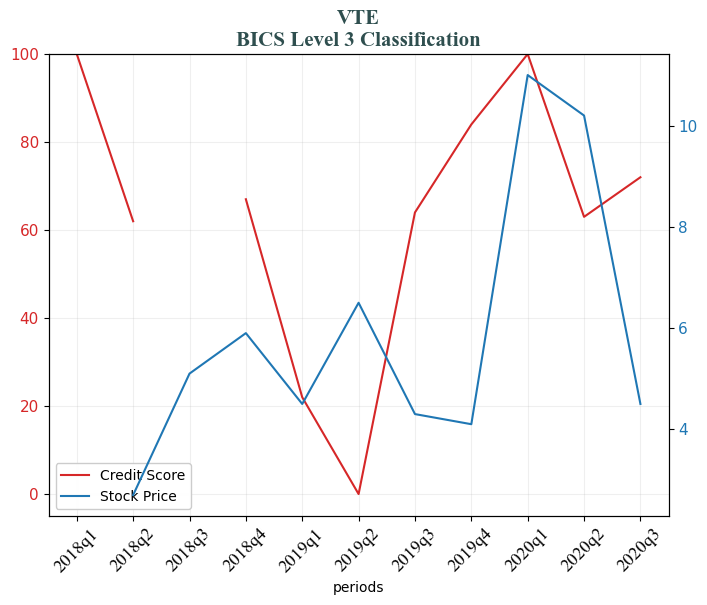 VTE
BICS Level 3 Classification
100
80
60
40
20
0
10
8
6
4
Credit Score
Stock Price
2018q1
2018q2
2018q3
2018q4
2019q1
2019q2
2019q3
2019q4
2020q1
2020q2
2020q3
periods